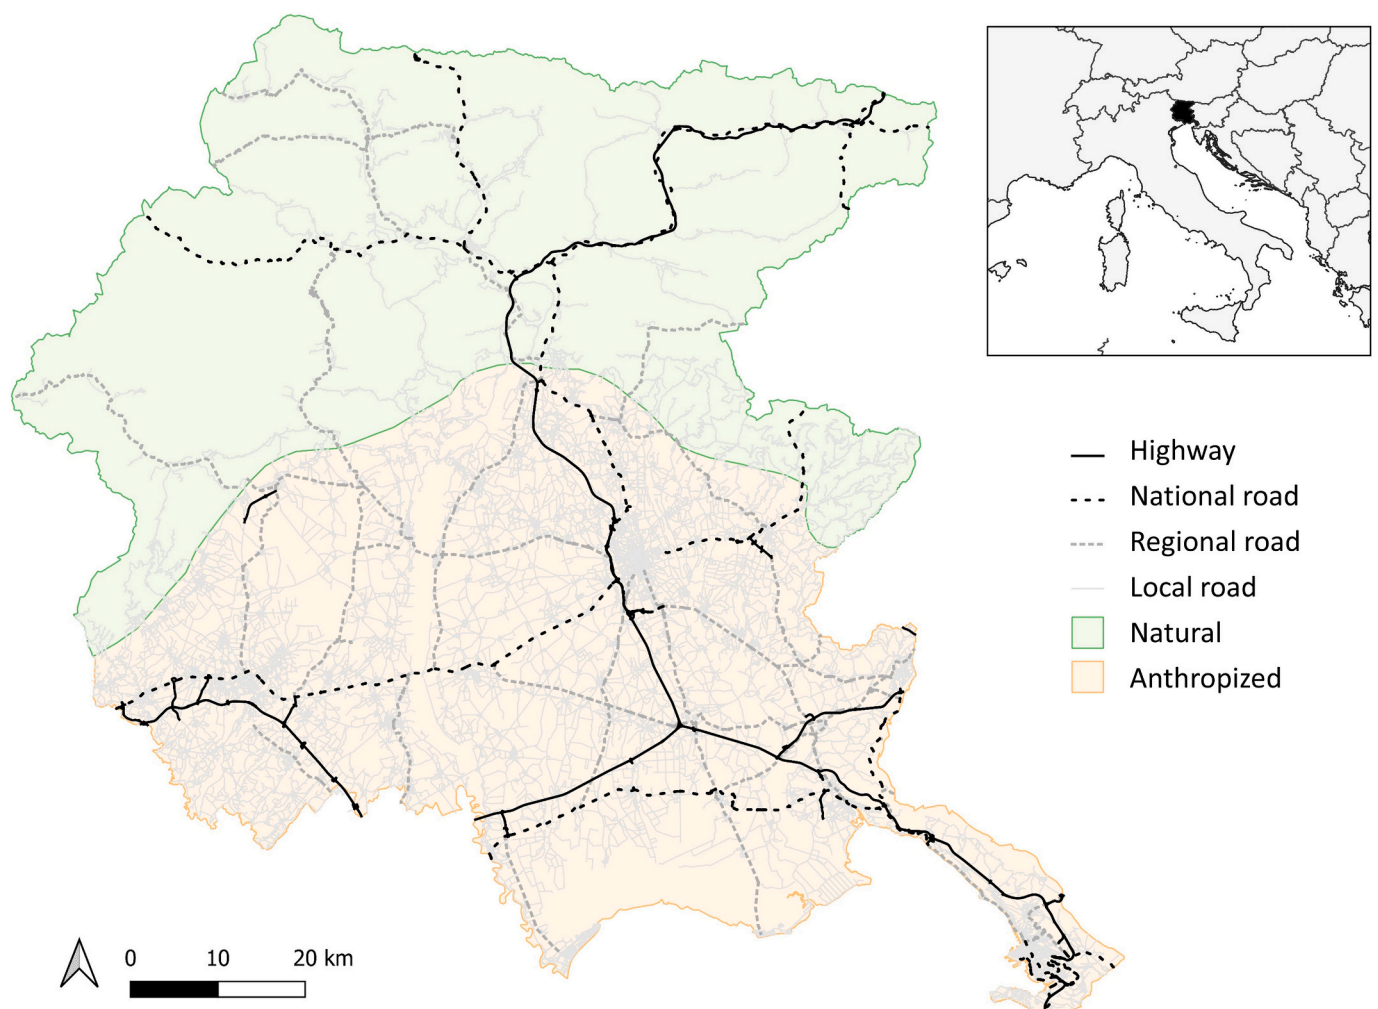 Highway
National road
Regional road
Local road
Natural
Anthropized
0 10 20 km